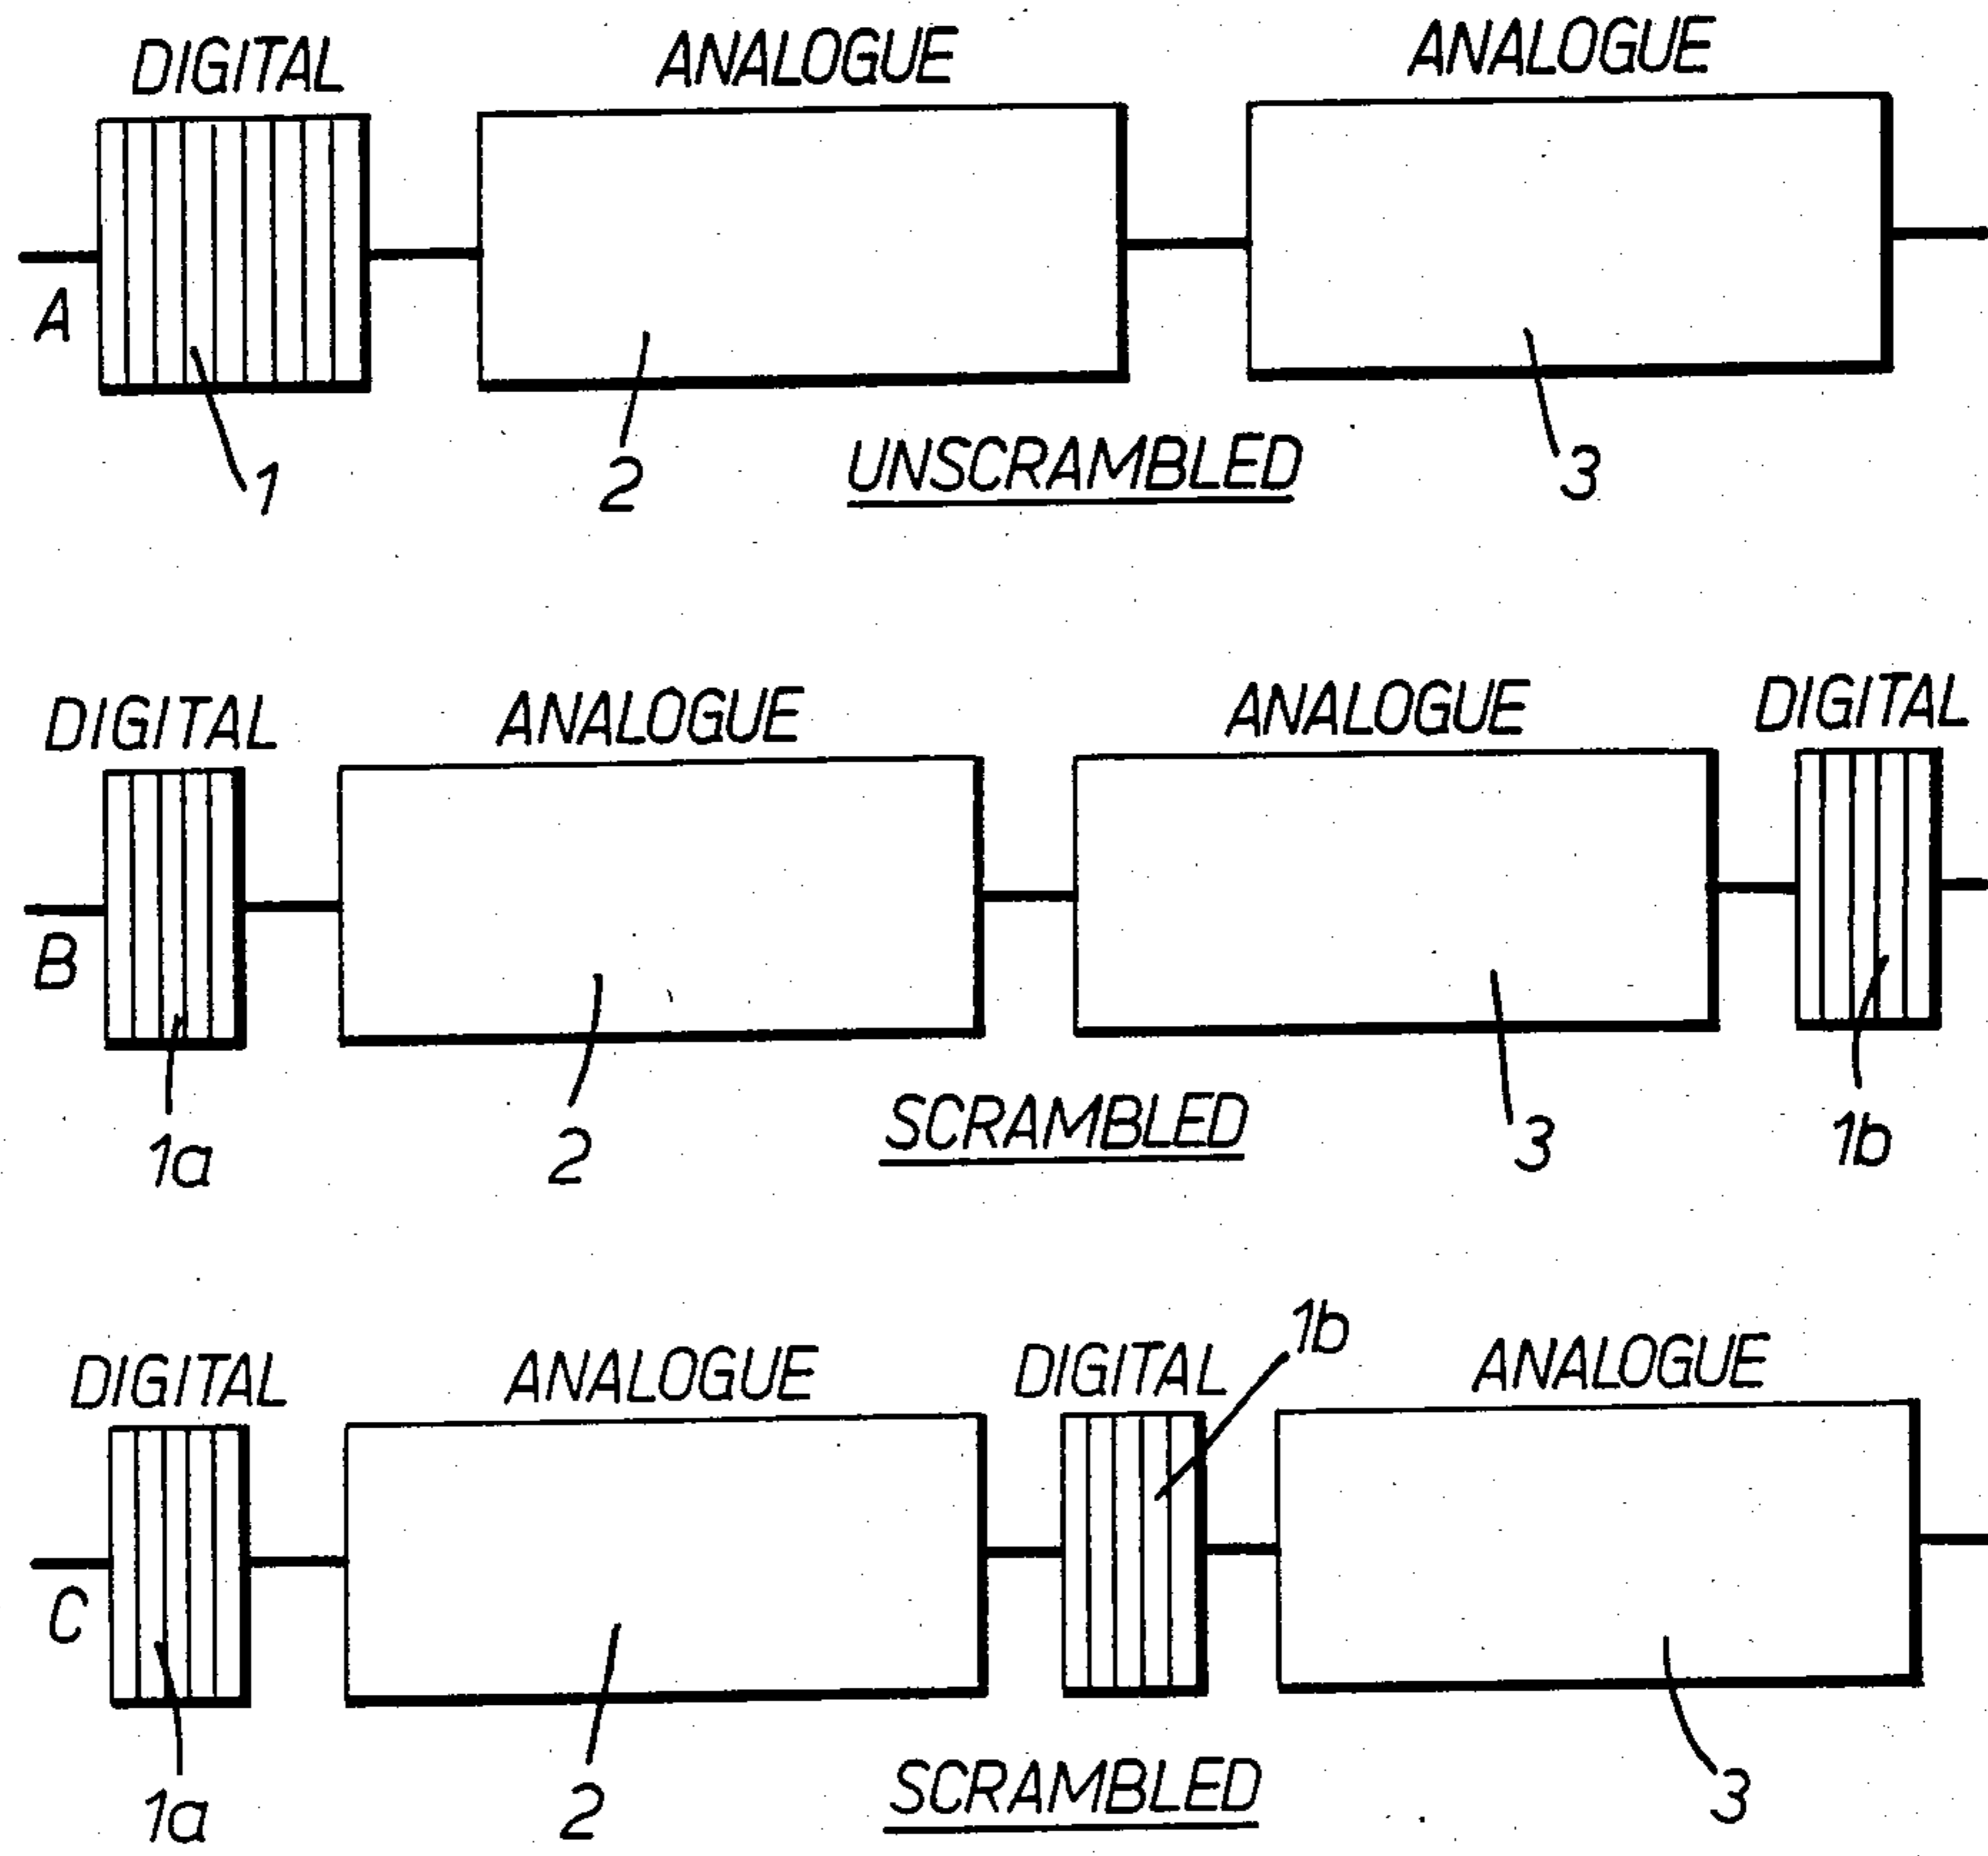 DIGITAL ANALOGUE ANALOGUE
A
1 2 UNSCRAMBLED 3
DIGITAL ANALOGUE ANALOGUE DIGITAL
B
1a 2 SCRAMBLED 3 1b
1b
DIGITAL ANALOGUE DIGITAL ANALOGUE
C
1a 2 SCRAMBLED 3